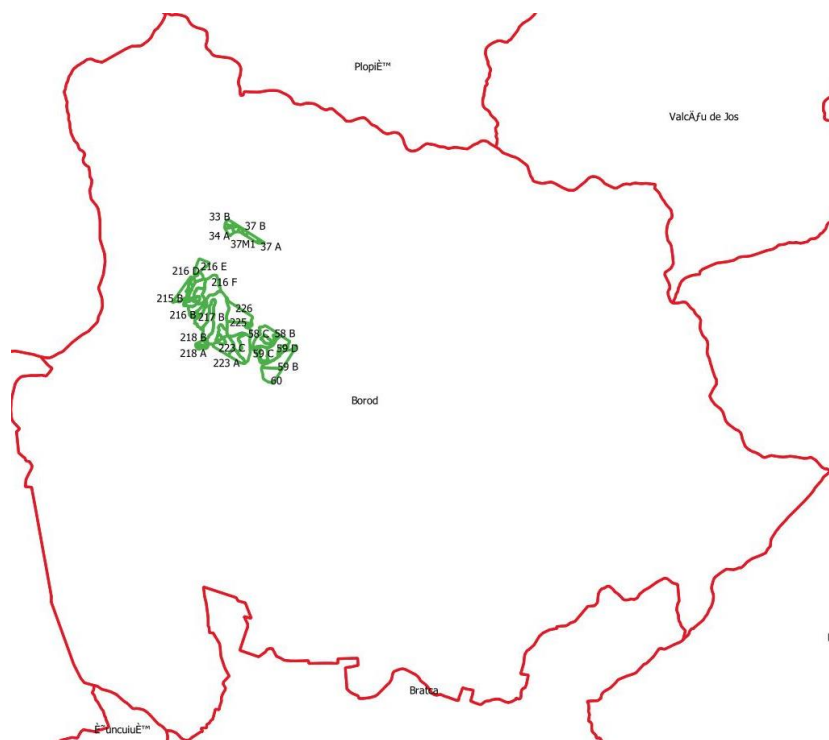 PlopiÈ™
ValcÄƒu de Jos
33 B
37 B
34 A
37M1
37 A
216 E
216 D
216 F
215 B
226
216 B
217 B
225
58 C
58 B
218 B
223 C
59 C
59 D
218 A
223 A
59 B
60
Borod
Bratca
È˜uncuiuÈ™